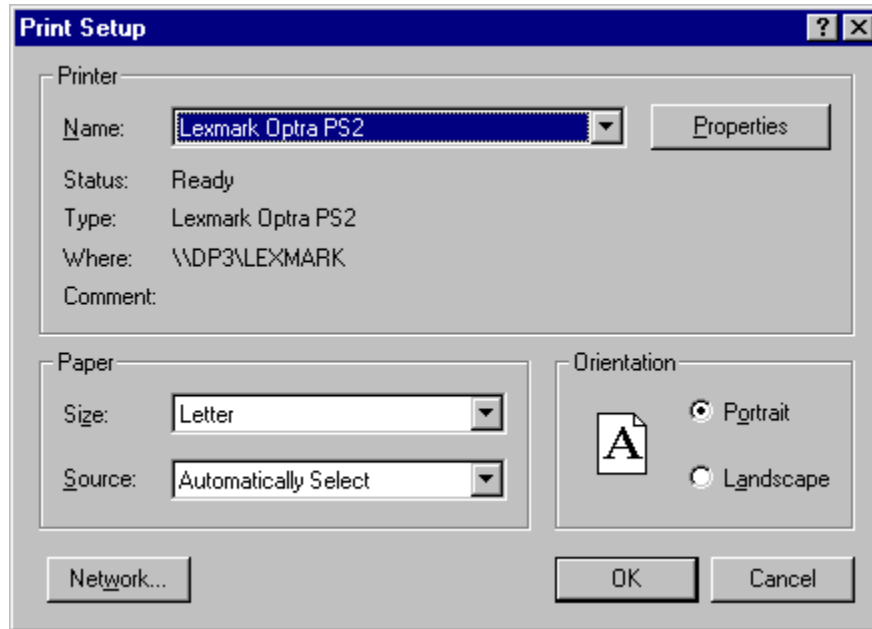 Print Setup
Printer
Name: Lexmark Optra PS2 Properties
Status: Ready
Type: Lexmark Optra PS2
Where: \\DP3\LEXMARK
Comment:
Paper
Size: Letter
Source: Automatically Select
Orientation
A
Portrait
Landscape
Network... OK Cancel